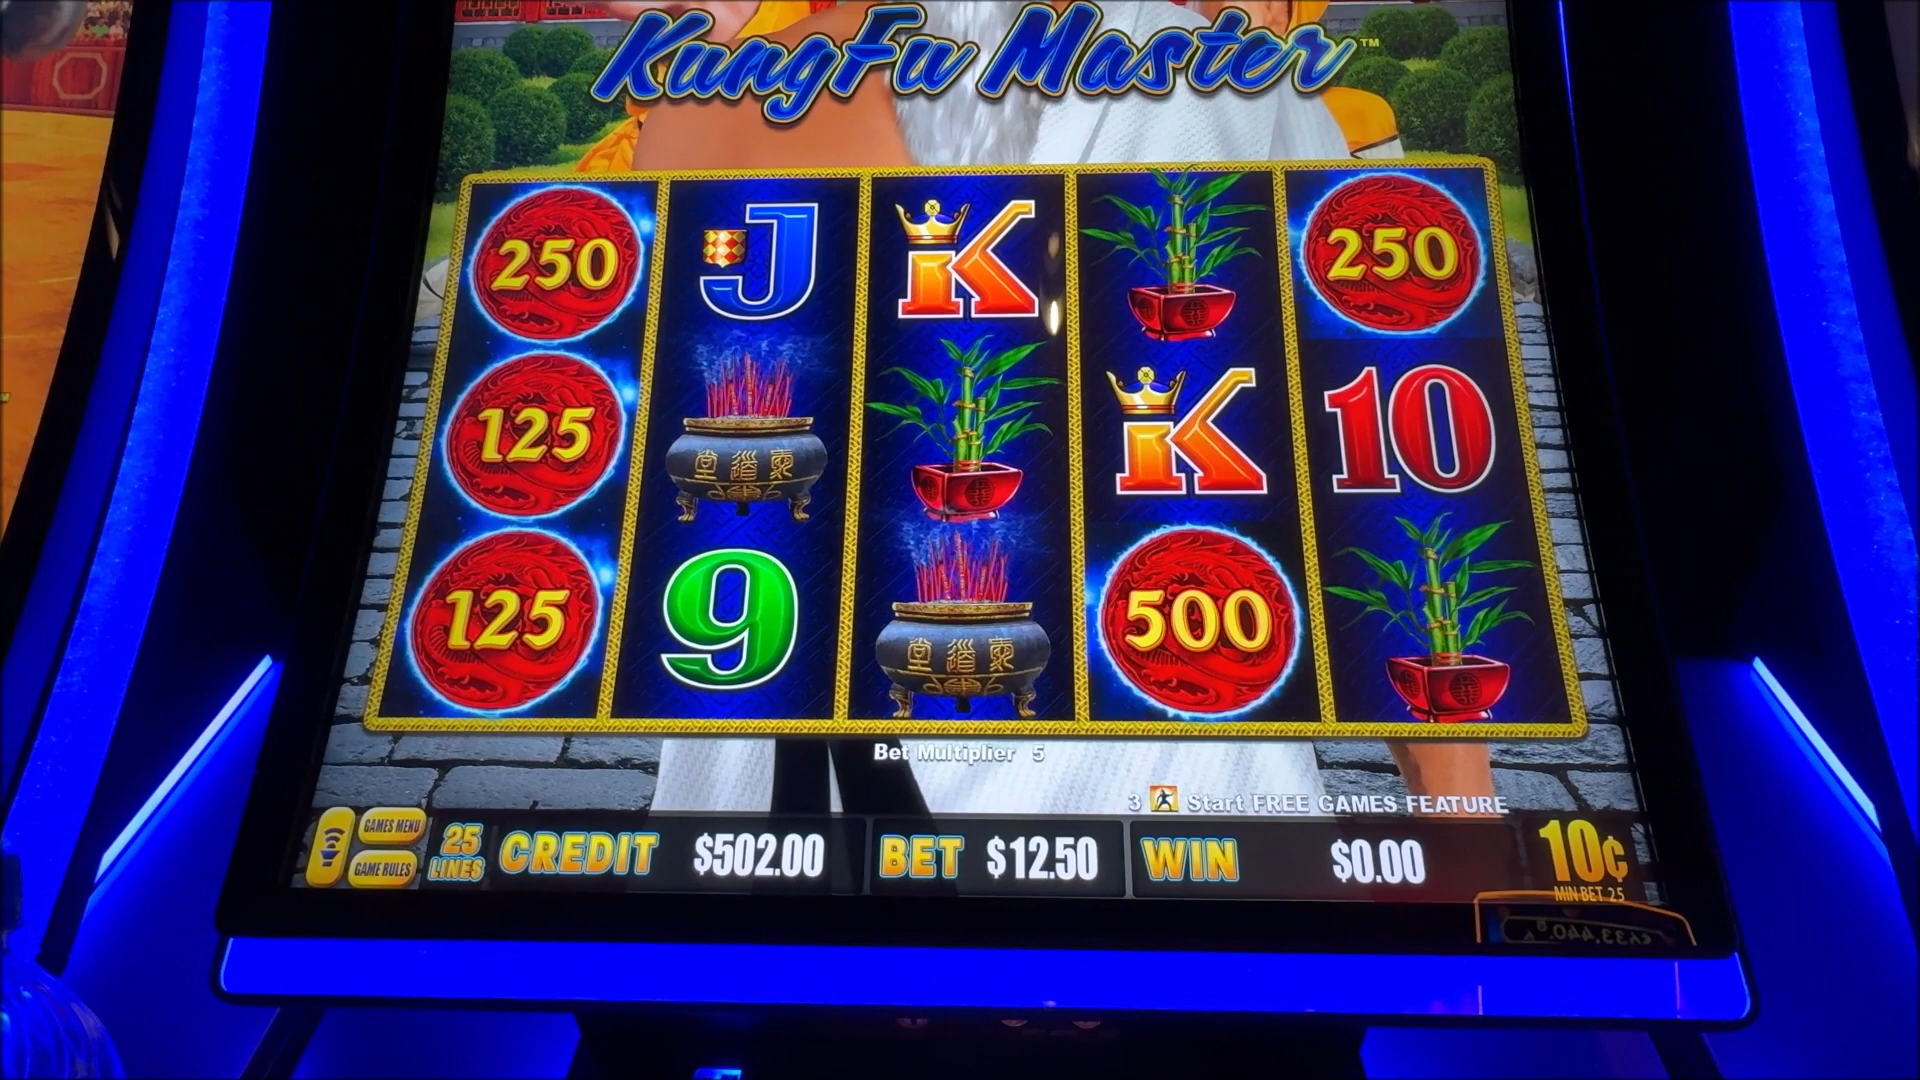 KungFu Master™
250 J K 250
125 K 10
125 9 500
Bet Multiplier 5
3 Start FREE GAMES FEATURE
GAMES MENU
GAME RULES
25 LINES
CREDIT $502.00
BET $12.50
WIN $0.00
10¢
MIN BET 25